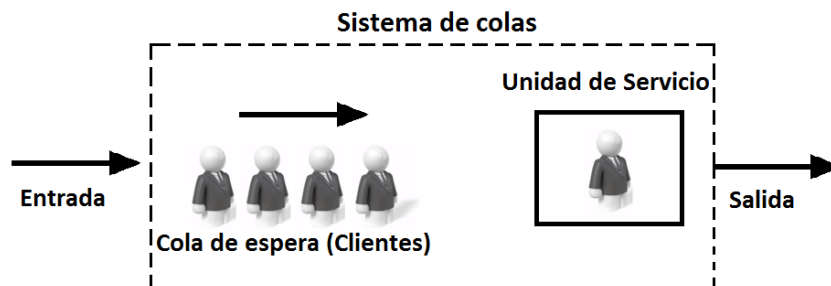 Sistema de colas
Unidad de Servicio
Entrada
Salida
Cola de espera (Clientes)